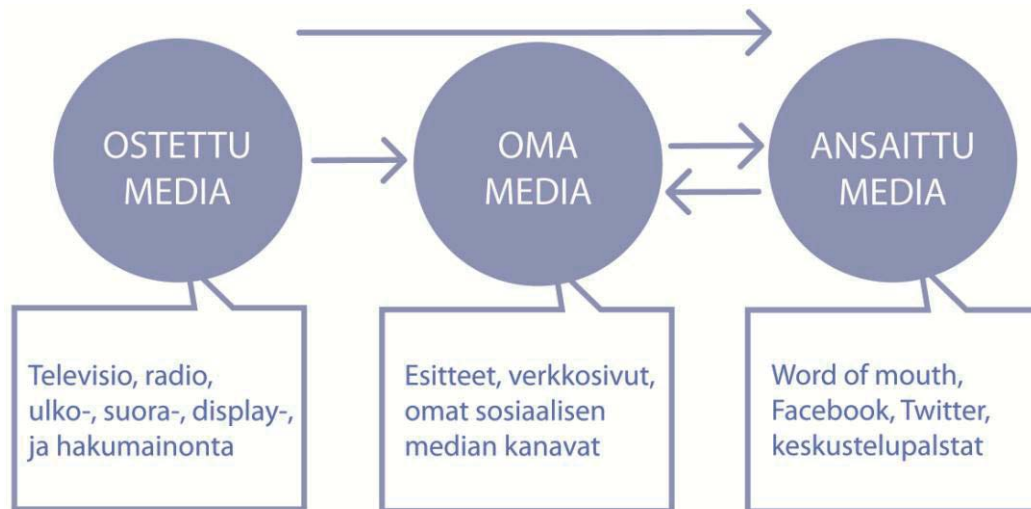 OSTETTU
MEDIA
OMA
MEDIA
ANSAITTU
MEDIA
Televisio, radio,
ulko-, suora-, display-,
ja hakumainonta
Esitteet, verkkosivut,
omat sosiaalisen
median kanavat
Word of mouth,
Facebook, Twitter,
keskustelupalstat